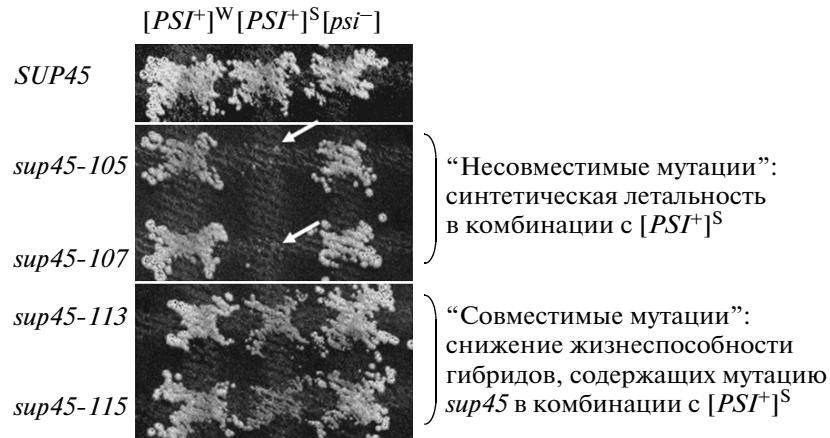 [PSI⁺]ᵂ [PSI⁺]ˢ [psi⁻]
SUP45
sup45-105
sup45-107
“Несовместимые мутации”:
синтетическая летальность
в комбинации с [PSI⁺]ˢ
sup45-113
sup45-115
“Совместимые мутации”:
снижение жизнеспособности
гибридов, содержащих мутацию
sup45 в комбинации с [PSI⁺]ˢ